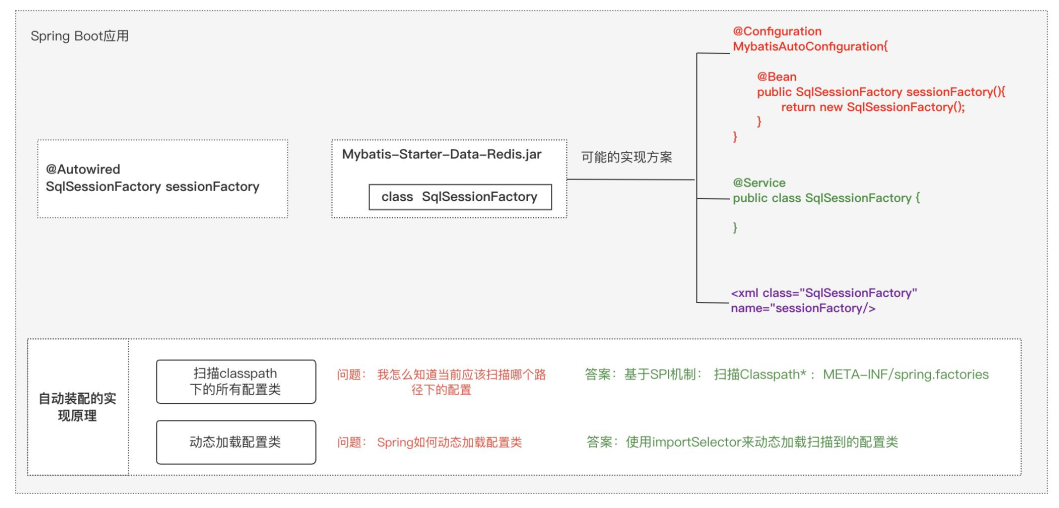 Spring Boot应用
@Autowired
SqlSessionFactory sessionFactory
Mybatis-Starter-Data-Redis.jar
class SqlSessionFactory
可能的实现方案
@Configuration
MybatisAutoConfiguration{
@Bean
public SqlSessionFactory sessionFactory(){
return new SqlSessionFactory();
}
}
@Service
public class SqlSessionFactory {
}
<xml class="SqlSessionFactory"
name="sessionFactory/>
自动装配的实
现原理
扫描classpath
下的所有配置类
问题： 我怎么知道当前应该扫描哪个路
径下的配置
答案：基于SPI机制： 扫描Classpath* ：META-INF/spring.factories
动态加载配置类
问题： Spring如何动态加载配置类
答案：使用importSelector来动态加载扫描到的配置类